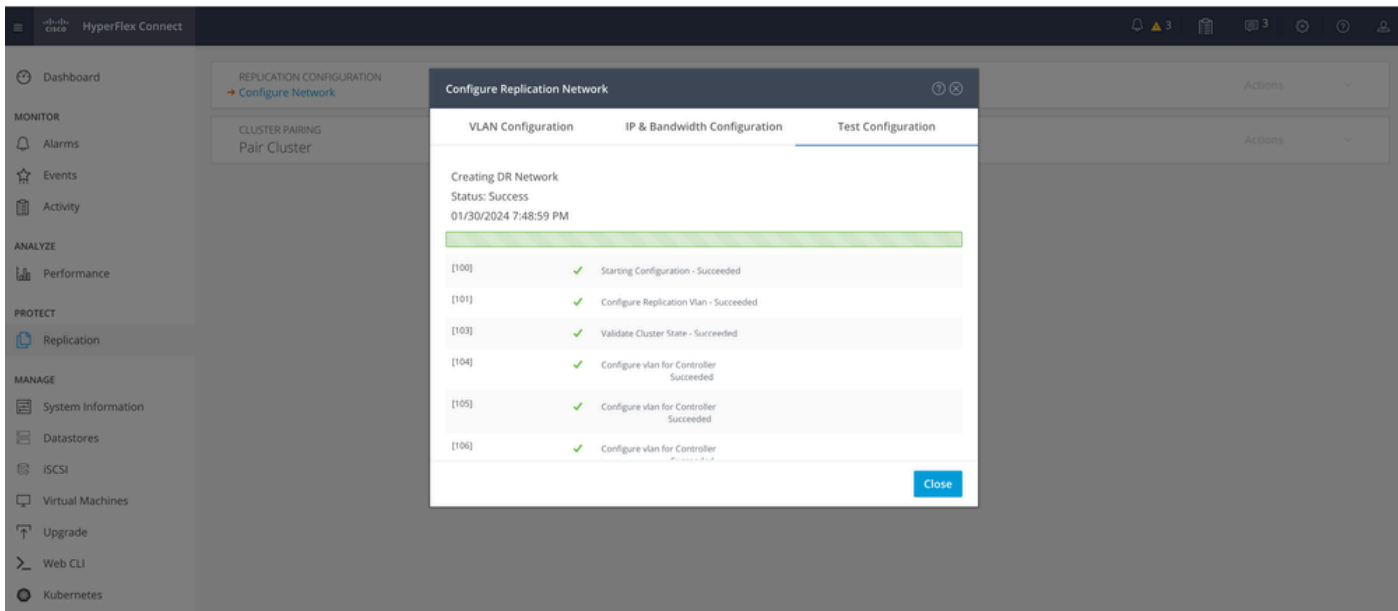 cisco HyperFlex Connect
3
3
Dashboard
MONITOR
Alarms
Events
Activity
ANALYZE
Performance
PROTECT
Replication
MANAGE
System Information
Datastores
iSCSI
Virtual Machines
Upgrade
Web CLI
Kubernetes
REPLICATION CONFIGURATION
Configure Network
Actions
CLUSTER PAIRING
Pair Cluster
Actions
Configure Replication Network
VLAN Configuration IP & Bandwidth Configuration Test Configuration
Creating DR Network
Status: Success
01/30/2024 7:48:59 PM
[100] Starting Configuration - Succeeded
[101] Configure Replication Vlan - Succeeded
[103] Validate Cluster State - Succeeded
[104] Configure vlan for Controller
Succeeded
[105] Configure vlan for Controller
Succeeded
[106] Configure vlan for Controller
Close